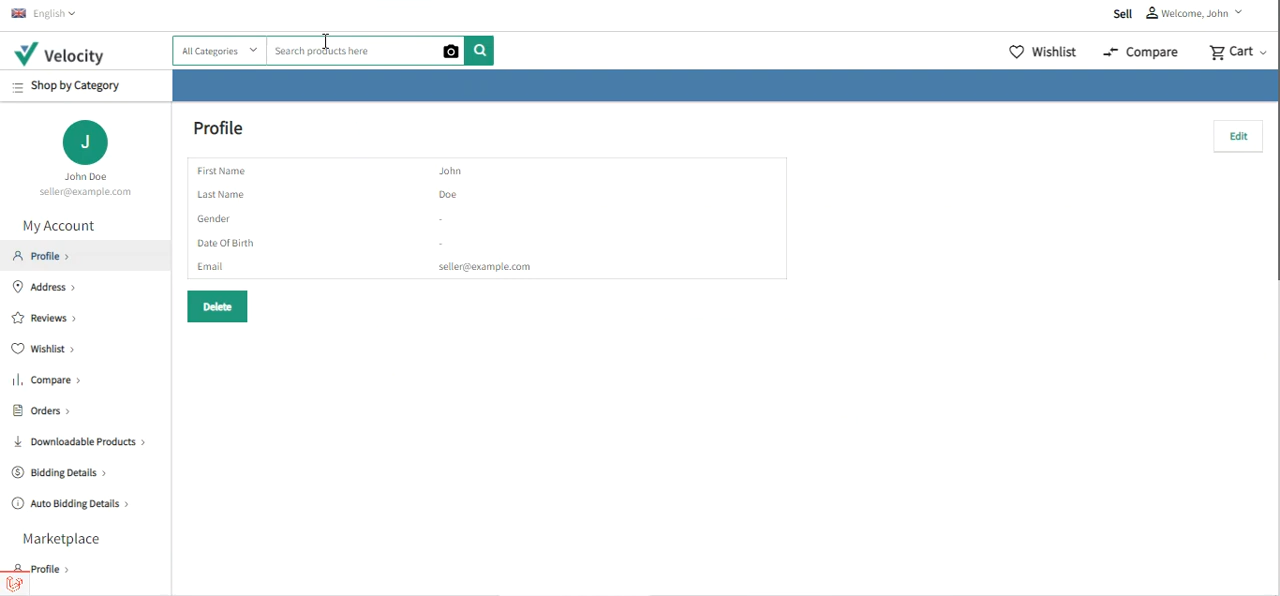 English
Sell
Welcome, John
Velocity
All Categories
Search products here
Wishlist
Compare
Cart
Shop by Category
J
John Doe
seller@example.com
My Account
Profile
Address
Reviews
Wishlist
Compare
Orders
Downloadable Products
Bidding Details
Auto Bidding Details
Marketplace
Profile
Profile
Edit
First Name John
Last Name Doe
Gender -
Date Of Birth -
Email seller@example.com
Delete